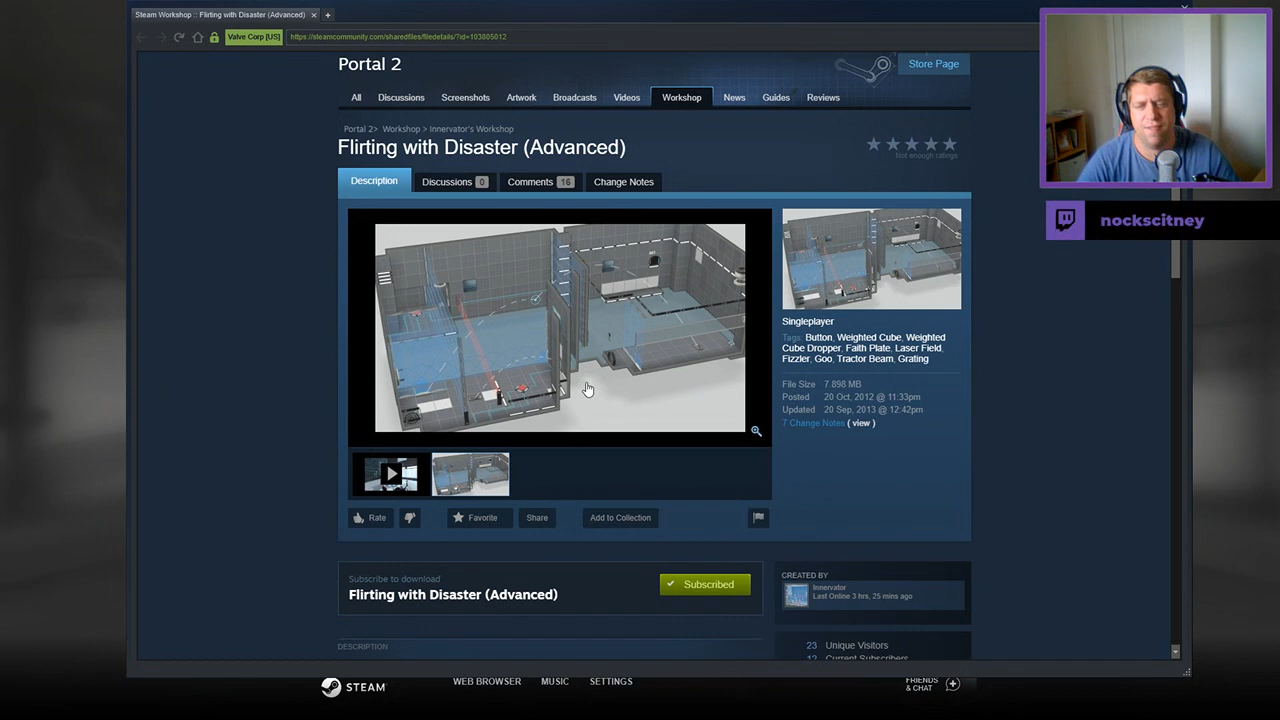 Steam Workshop :: Flirting with Disaster (Advanced)
Valve Corp [US]
https://steamcommunity.com/sharedfiles/filedetails/?id=103805012
Portal 2
Store Page
All Discussions Screenshots Artwork Broadcasts Videos Workshop News Guides Reviews
Portal 2 > Workshop > Innervator's Workshop
Flirting with Disaster (Advanced)
Not enough ratings
Description Discussions 0 Comments 16 Change Notes
nockscitney
Singleplayer
Tags: Button, Weighted Cube, Weighted
Cube Dropper, Faith Plate, Laser Field,
Fizzler, Goo, Tractor Beam, Grating
File Size 7.898 MB
Posted 20 Oct, 2012 @ 11:33pm
Updated 20 Sep, 2013 @ 12:42pm
7 Change Notes ( view )
Rate Favorite Share Add to Collection
Subscribe to download
Flirting with Disaster (Advanced)
Subscribed
CREATED BY
Innervator
Last Online 3 hrs, 25 mins ago
DESCRIPTION
23 Unique Visitors
12 Current Subscribers
STEAM
WEB BROWSER MUSIC SETTINGS
FRIENDS
& CHAT